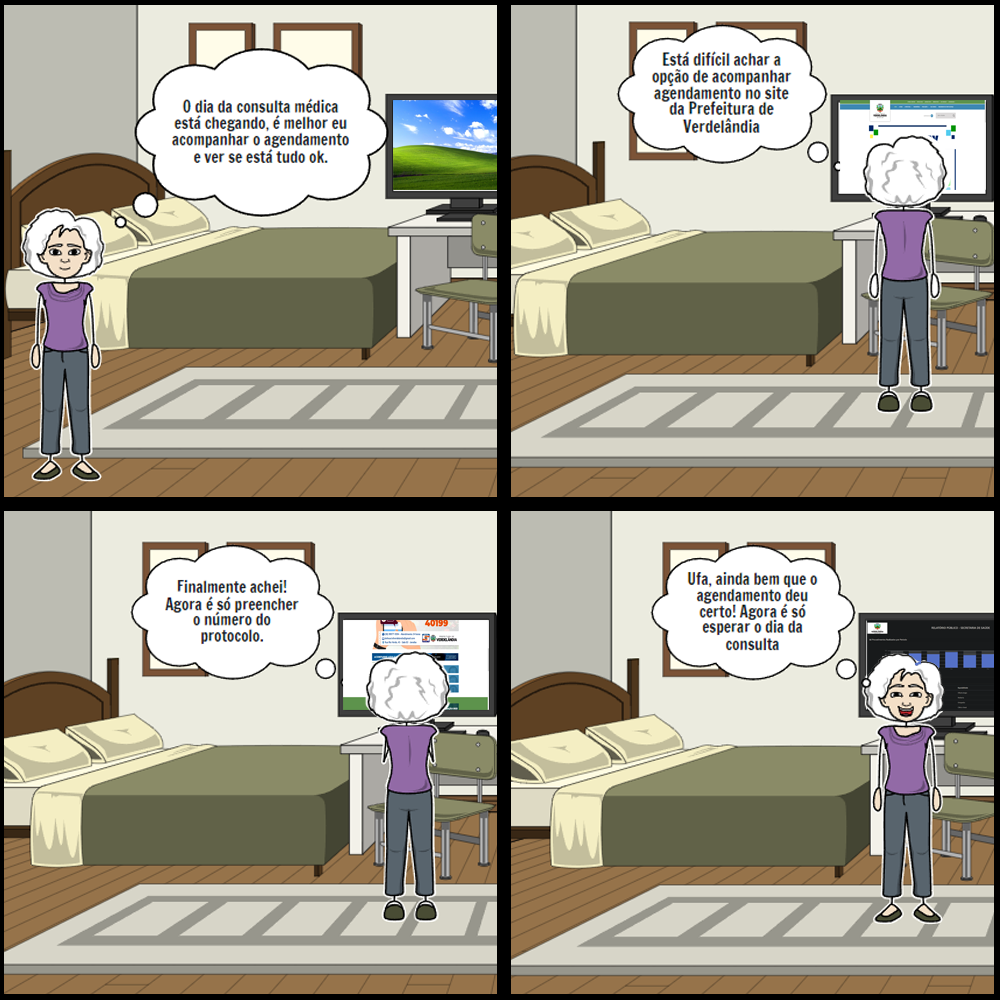 O dia da consulta médica
está chegando, é melhor eu
acompanhar o agendamento
e ver se está tudo ok.
Está difícil achar a
opção de acompanhar
agendamento no site
da Prefeitura de
Verdelândia
Finalmente achei!
Agora é só preencher
o número do
protocolo.
40199
VERDELÂNDIA
Ufa, ainda bem que o
agendamento deu
certo! Agora é só
esperar o dia da
consulta